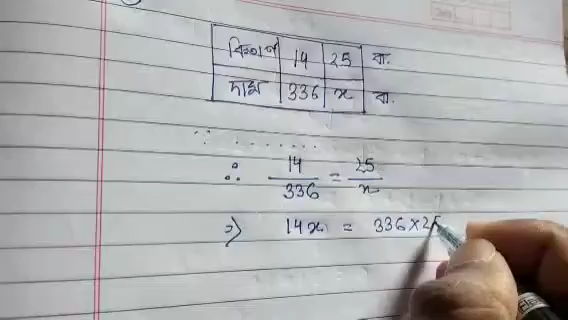 14 25 বা.
দাম 336 x বা.
∴ 14/336 = 25/x
⇒ 14x = 336×25